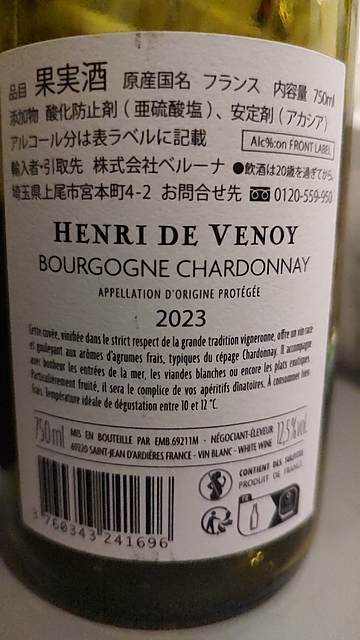 品目 果実酒 原産国名 フランス 内容量 750ml
添加物 酸化防止剤（亜硫酸塩）、安定剤（アカシア）
アルコール分は表ラベルに記載 Alc%:on FRONT LABEL
輸入者・引取先 株式会社ベルーナ ●飲酒は20歳を過ぎてから。
埼玉県上尾市宮本町4-2 お問合せ先 0120-559-950
HENRI DE VENOY
BOURGOGNE CHARDONNAY
APPELLATION D'ORIGINE PROTÉGÉE
2023
Cette cuvée, vinifiée dans le strict respect de la grande tradition vigneronne, offre un vin racé
et gouleyant aux arômes d'agrumes frais, typiques du cépage Chardonnay. Il accompagne
avec bonheur les entrées de la mer, les viandes blanches ou encore les plats exotiques.
Particulièrement fruité, il sera le complice de vos apéritifs dînatoires. À consommer bien
frais. Température idéale de dégustation entre 10 et 12 °C.
750 ml MIS EN BOUTEILLE PAR EMB.69211M - NÉGOCIANT-ÉLEVEUR 12,5%vol.
69220 SAINT-JEAN D'ARDIÈRES FRANCE - VIN BLANC - WHITE WINE
CONTIENT DES SULFITES
PRODUIT DE FRANCE
3 760343 241696